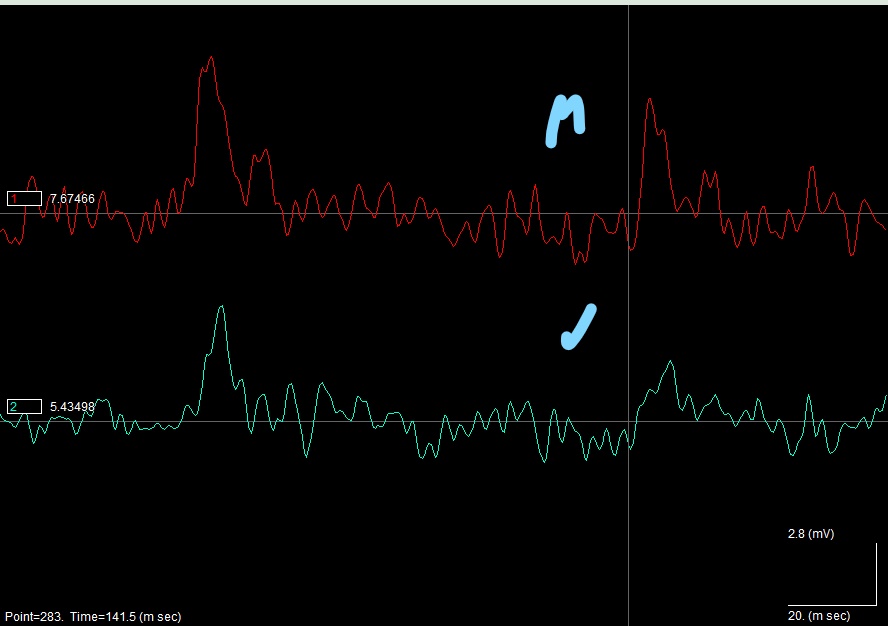 M
1 7.67466
✓
2 5.43498
2.8 (mV)
20. (m sec)
Point=283. Time=141.5 (m sec)